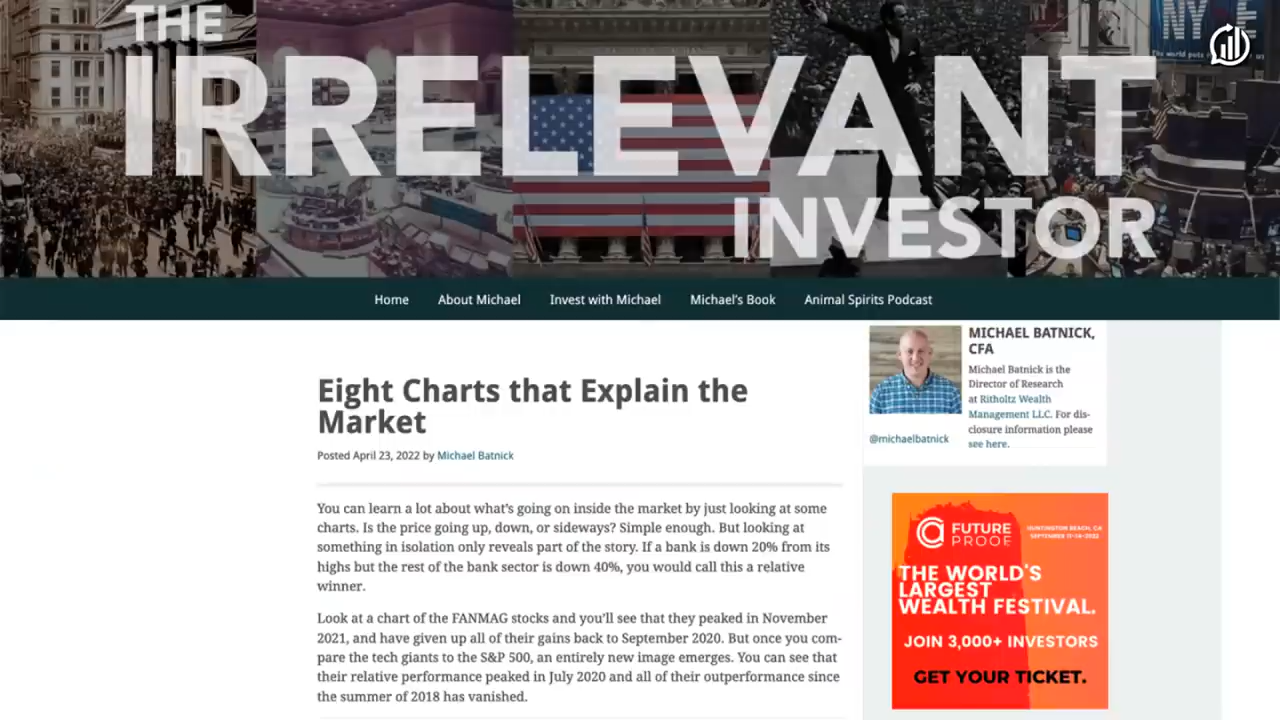 THE
IRRELEVANT
INVESTOR
NYSE
The world puts
Home
About Michael
Invest with Michael
Michael's Book
Animal Spirits Podcast
Eight Charts that Explain the
Market
Posted April 23, 2022 by Michael Batnick
You can learn a lot about what's going on inside the market by just looking at some
charts. Is the price going up, down, or sideways? Simple enough. But looking at
something in isolation only reveals part of the story. If a bank is down 20% from its
highs but the rest of the bank sector is down 40%, you would call this a relative
winner.
Look at a chart of the FANMAG stocks and you'll see that they peaked in November
2021, and have given up all of their gains back to September 2020. But once you com-
pare the tech giants to the S&P 500, an entirely new image emerges. You can see that
their relative performance peaked in July 2020 and all of their outperformance since
the summer of 2018 has vanished.
MICHAEL BATNICK,
CFA
Michael Batnick is the
Director of Research
at Ritholtz Wealth
Management LLC. For dis-
closure information please
see here.
@michaelbatnick
FUTURE
PROOF
HUNTINGTON BEACH, CA
SEPTEMBER 11-14-2022
THE WORLD'S
LARGEST
WEALTH FESTIVAL.
JOIN 3,000+ INVESTORS
GET YOUR TICKET.